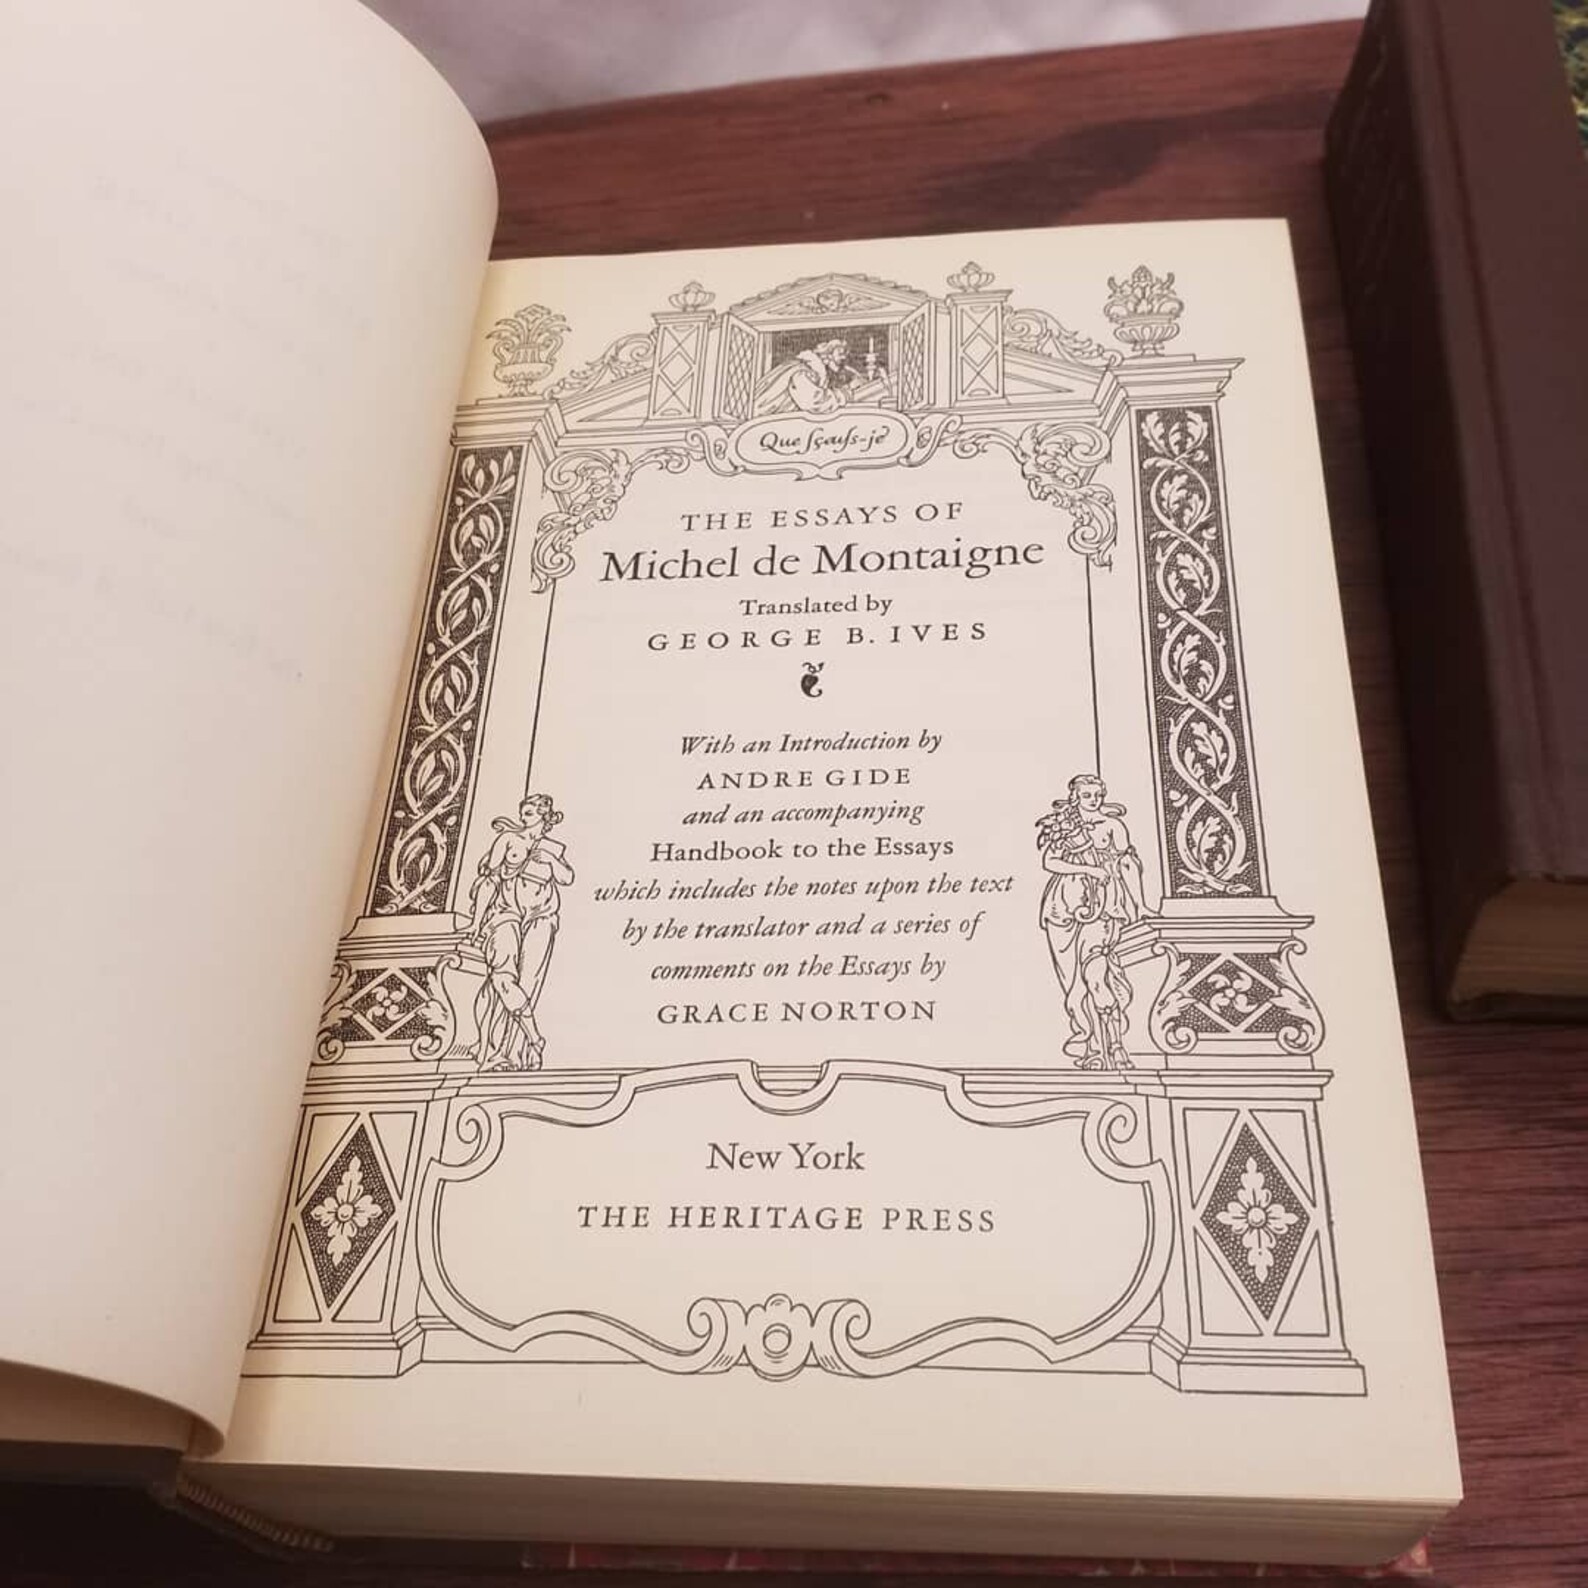 Que sçaẏs-je
THE ESSAYS OF
Michel de Montaigne
Translated by
GEORGE B. IVES
With an Introduction by
ANDRE GIDE
and an accompanying
Handbook to the Essays
which includes the notes upon the text
by the translator and a series of
comments on the Essays by
GRACE NORTON
New York
THE HERITAGE PRESS